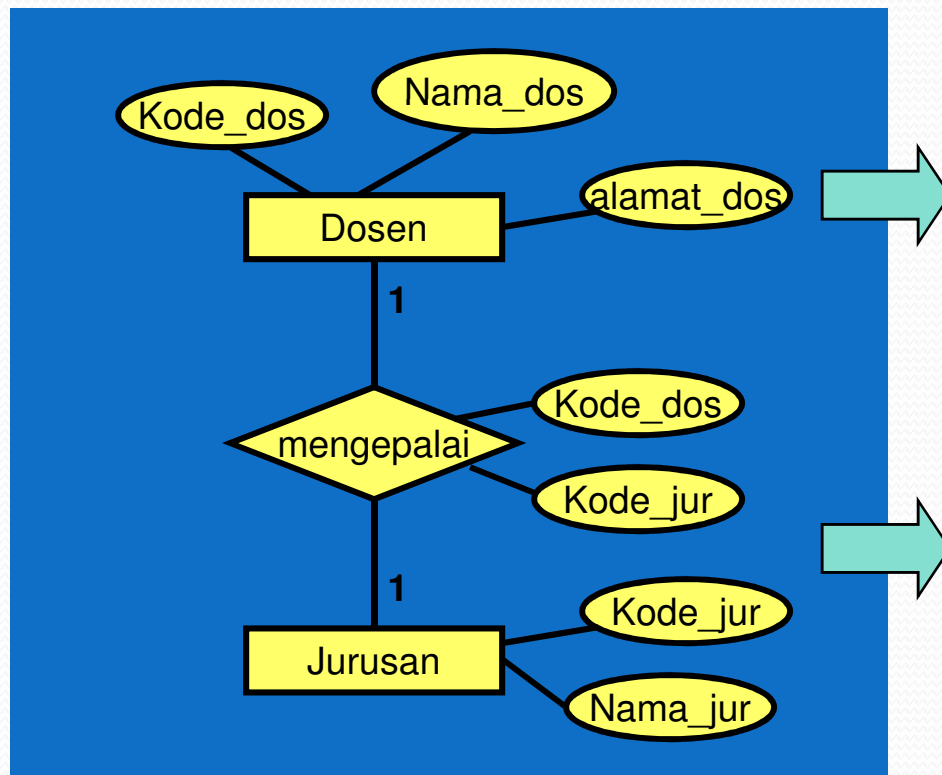 Nama_dos
Kode_dos
alamat_dos
Dosen
1
Kode_dos
mengepalai
Kode_jur
1
Kode_jur
Jurusan
Nama_jur